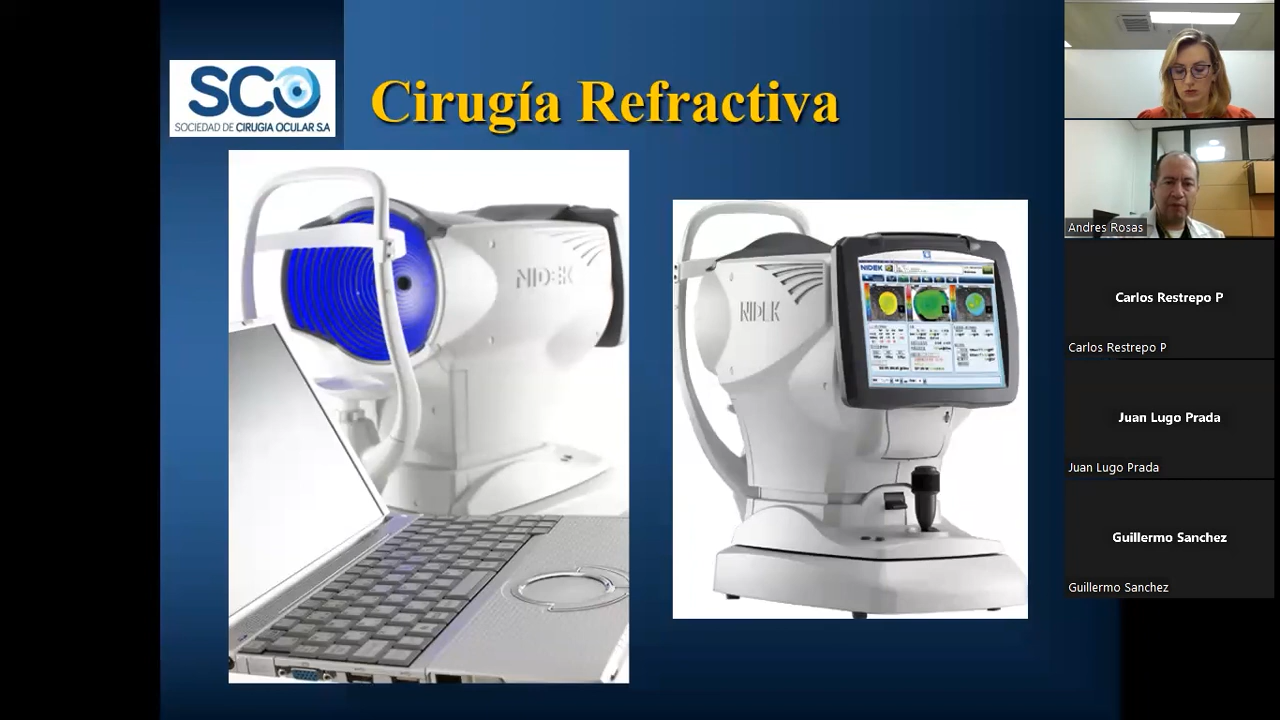 SCO
SOCIEDAD DE CIRUGIA OCULAR S.A
Cirugía Refractiva
NIDEK
NIDEK
NIDEK
Andres Rosas
Carlos Restrepo P
Carlos Restrepo P
Juan Lugo Prada
Juan Lugo Prada
Guillermo Sanchez
Guillermo Sanchez